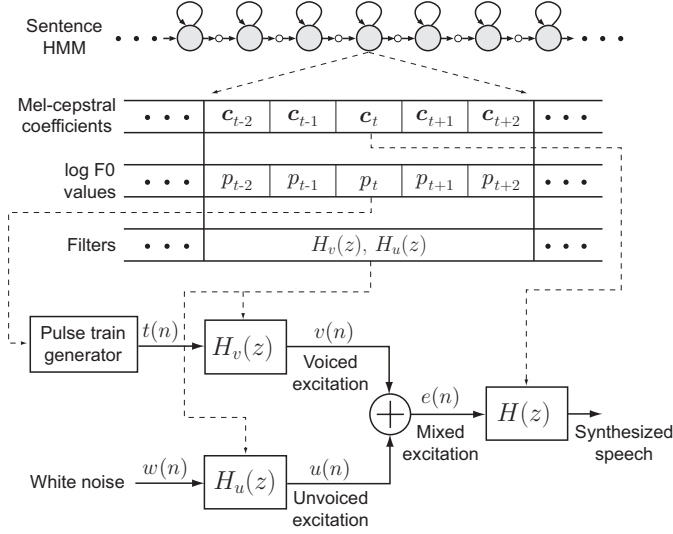 Sentence
HMM
Mel-cepstral
coefficients
• • • c_{t-2} c_{t-1} c_t c_{t+1} c_{t+2} • • •
log F0
values
• • • p_{t-2} p_{t-1} p_t p_{t+1} p_{t+2} • • •
Filters
• • • H_v(z), H_u(z) • • •
Pulse train
generator
t(n)
H_v(z)
v(n)
Voiced
excitation
e(n)
Mixed
excitation
H(z)
Synthesized
speech
White noise
w(n)
H_u(z)
u(n)
Unvoiced
excitation